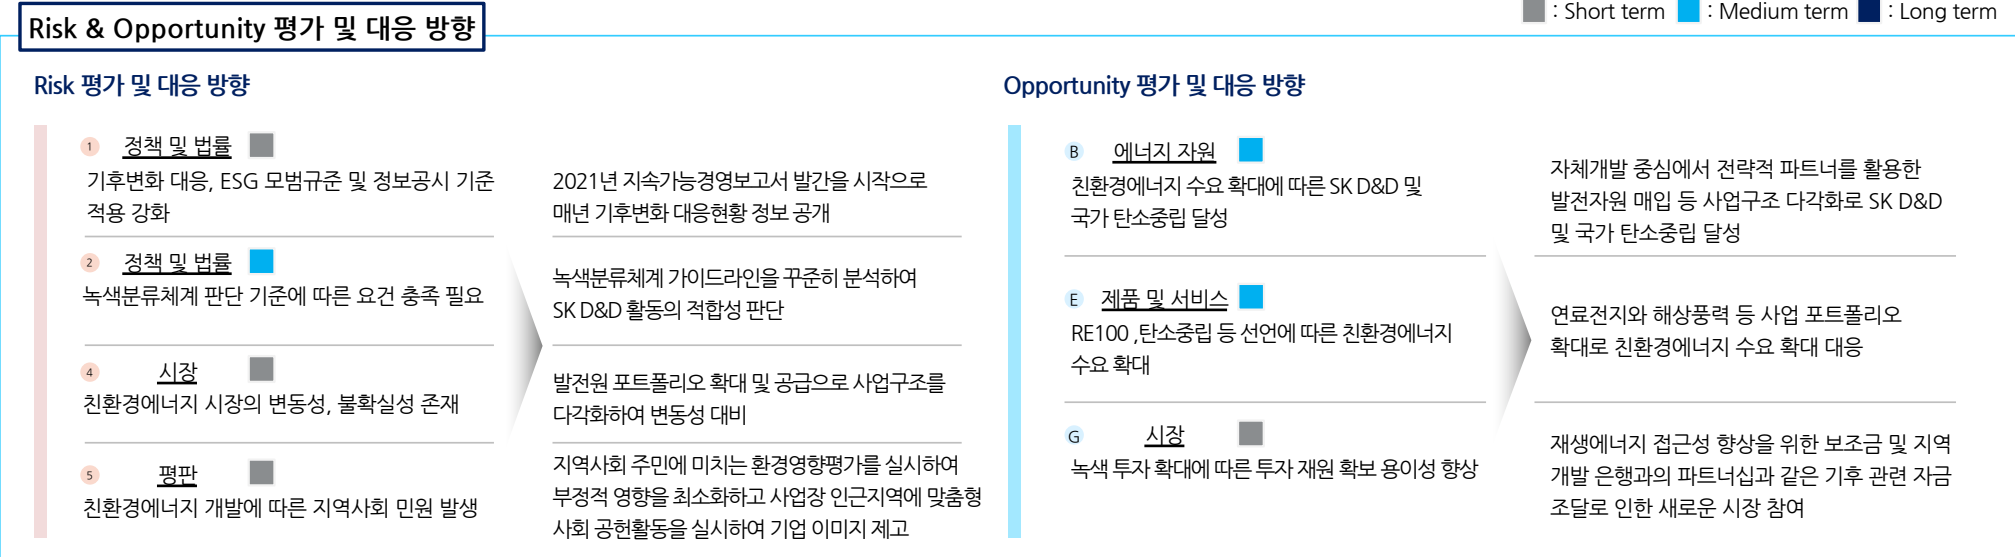 Risk & Opportunity 평가 및 대응 방향
: Short term : Medium term : Long term
Risk 평가 및 대응 방향
1 정책 및 법률
기후변화 대응, ESG 모범규준 및 정보공시 기준
적용 강화
2021년 지속가능경영보고서 발간을 시작으로
매년 기후변화 대응현황 정보 공개
2 정책 및 법률
녹색분류체계 판단 기준에 따른 요건 충족 필요
녹색분류체계 가이드라인을 꾸준히 분석하여
SK D&D 활동의 적합성 판단
4 시장
친환경에너지 시장의 변동성, 불확실성 존재
발전원 포트폴리오 확대 및 공급으로 사업구조를
다각화하여 변동성 대비
5 평판
친환경에너지 개발에 따른 지역사회 민원 발생
지역사회 주민에 미치는 환경영향평가를 실시하여
부정적 영향을 최소화하고 사업장 인근지역에 맞춤형
사회 공헌활동을 실시하여 기업 이미지 제고
Opportunity 평가 및 대응 방향
B 에너지 자원
친환경에너지 수요 확대에 따른 SK D&D 및
국가 탄소중립 달성
자체개발 중심에서 전략적 파트너를 활용한
발전자원 매입 등 사업구조 다각화로 SK D&D
및 국가 탄소중립 달성
E 제품 및 서비스
RE100 ,탄소중립 등 선언에 따른 친환경에너지
수요 확대
연료전지와 해상풍력 등 사업 포트폴리오
확대로 친환경에너지 수요 확대 대응
G 시장
녹색 투자 확대에 따른 투자 재원 확보 용이성 향상
재생에너지 접근성 향상을 위한 보조금 및 지역
개발 은행과의 파트너십과 같은 기후 관련 자금
조달로 인한 새로운 시장 참여